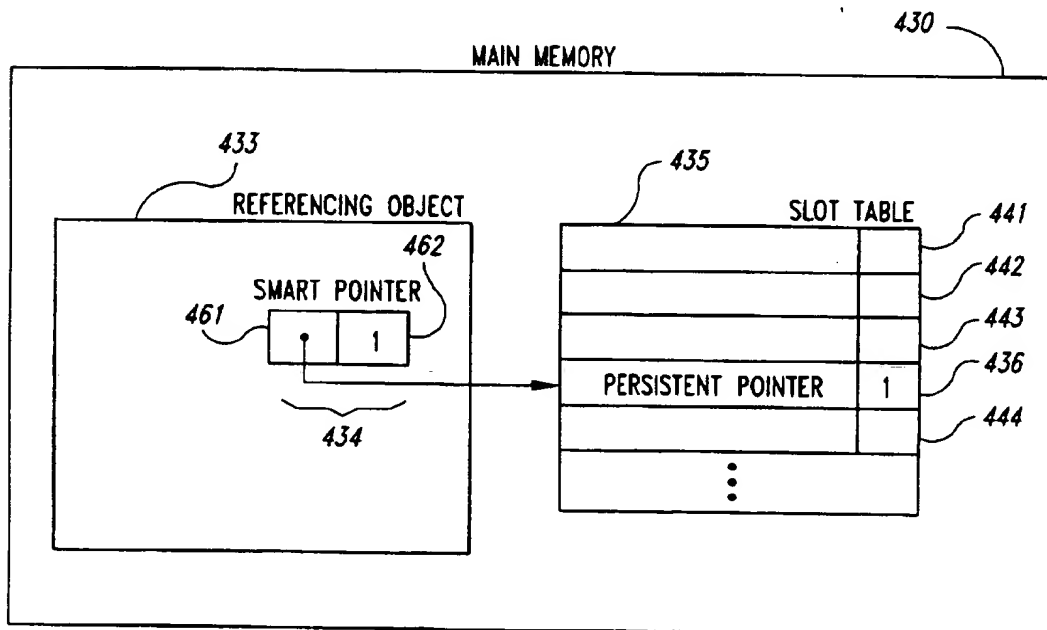 430
MAIN MEMORY
433
435
REFERENCING OBJECT
SLOT TABLE
441
462
442
SMART POINTER
461
1
443
PERSISTENT POINTER 1
436
434
444